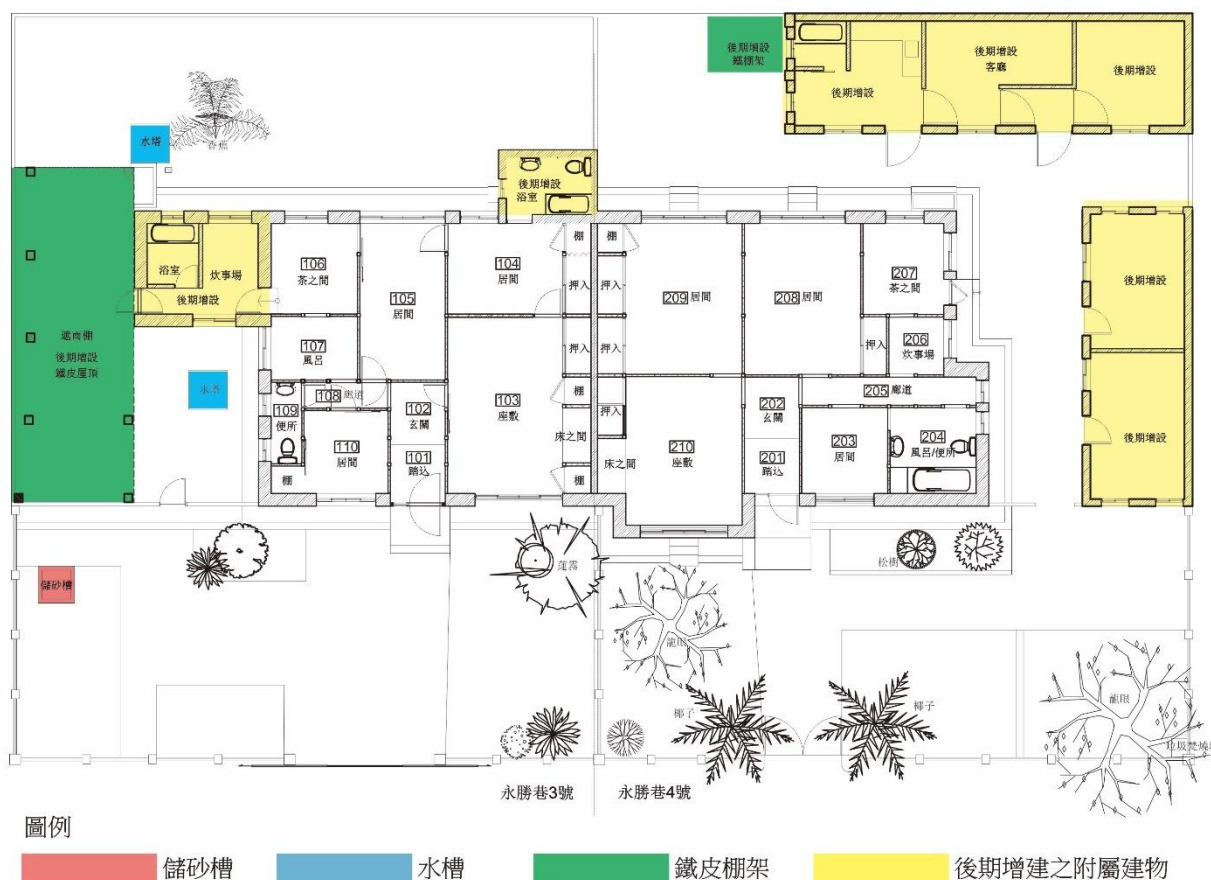 後期增設
鐵棚架
後期增設
後期增設
客廳
後期增設
水塔
香蕉
後期增設
浴室
棚
棚
106
茶之間
105
居間
104
居間
押入
209 居間
208 居間
207
茶之間
浴室
炊事場
後期增設
後期增設
遮雨棚
後期增設
鐵皮屋頂
水塔
107
風呂
押入
押入
押入
206
炊事場
108 廊道
109
便所
102
玄關
103
座敷
棚
押入
202
玄關
205 廊道
後期增設
110
居間
101
踏込
床之間
床之間
210
座敷
201
踏込
203
居間
204
風呂/便所
棚
棚
儲砂槽
蓮霧
松樹
龍眼
椰子
椰子
龍眼
垃圾焚燒
永勝巷3號
永勝巷4號
圖例
儲砂槽
水槽
鐵皮棚架
後期增建之附屬建物